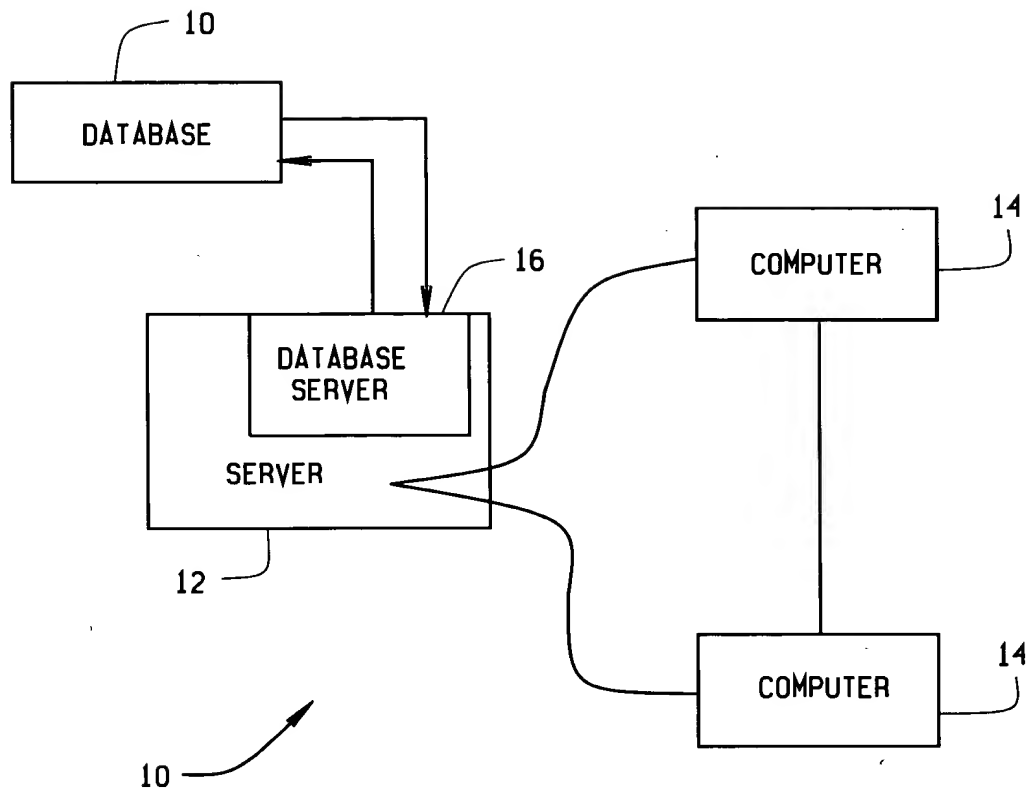 10
DATABASE
16
DATABASE
SERVER
SERVER
12
14
COMPUTER
14
COMPUTER
10